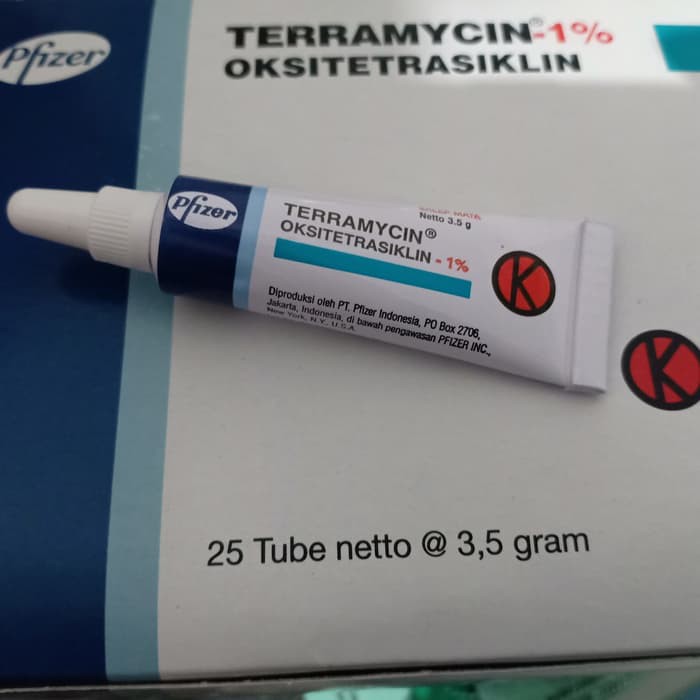 Pfizer
TERRAMYCIN®-1%
OKSITETRASIKLIN
Pfizer
SALEP MATA
Netto 3.5 g
TERRAMYCIN®
OKSITETRASIKLIN - 1%
K
Diproduksi oleh PT. Pfizer Indonesia, PO Box 2706,
Jakarta, Indonesia, di bawah pengawasan PFIZER INC.,
New York, N.Y., U.S.A.
K
25 Tube netto @ 3,5 gram